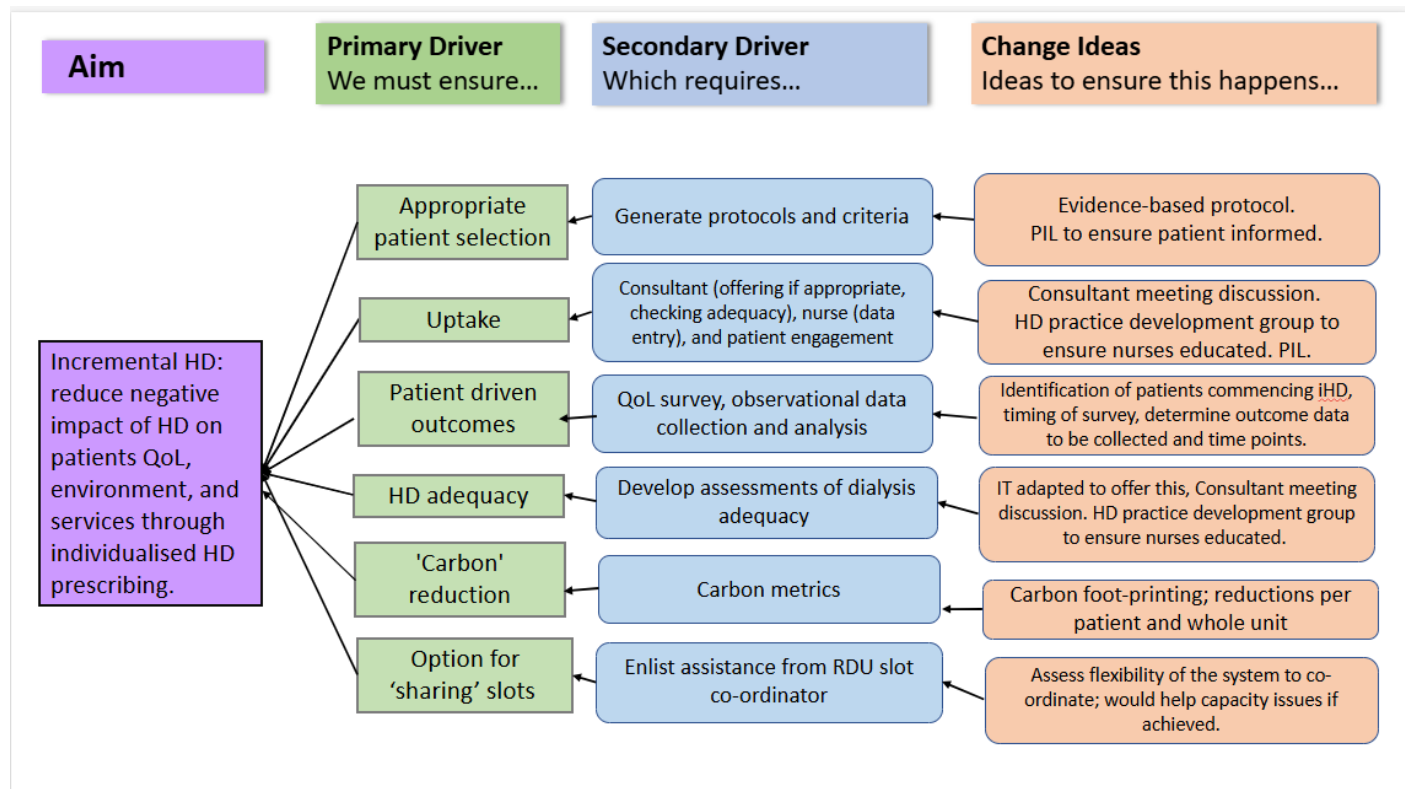 Aim
Primary Driver
We must ensure...
Secondary Driver
Which requires...
Change Ideas
Ideas to ensure this happens...
Incremental HD:
reduce negative
impact of HD on
patients QoL,
environment, and
services through
individualised HD
prescribing.
Appropriate
patient selection
Generate protocols and criteria
Evidence-based protocol.
PIL to ensure patient informed.
Uptake
Consultant (offering if appropriate,
checking adequacy), nurse (data
entry), and patient engagement
Consultant meeting discussion.
HD practice development group to
ensure nurses educated. PIL.
Patient driven
outcomes
QoL survey, observational data
collection and analysis
Identification of patients commencing iHD,
timing of survey, determine outcome data
to be collected and time points.
HD adequacy
Develop assessments of dialysis
adequacy
IT adapted to offer this, Consultant meeting
discussion. HD practice development group
to ensure nurses educated.
'Carbon'
reduction
Carbon metrics
Carbon foot-printing; reductions per
patient and whole unit
Option for
‘sharing’ slots
Enlist assistance from RDU slot
co-ordinator
Assess flexibility of the system to co-
ordinate; would help capacity issues if
achieved.